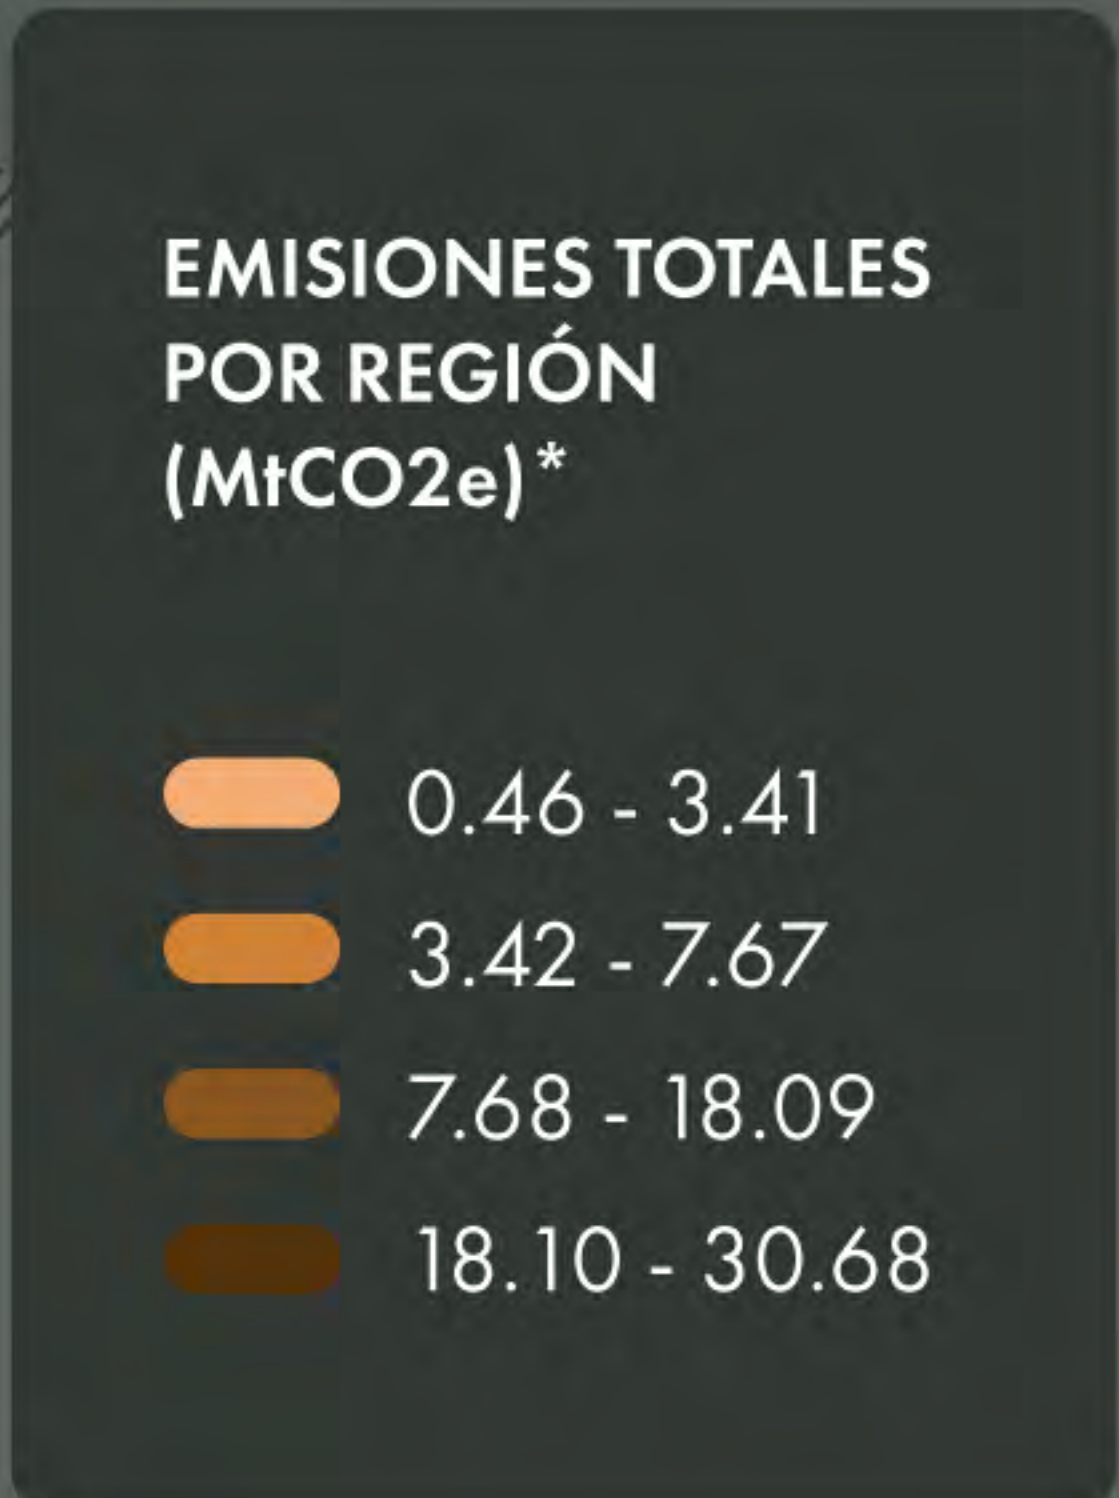 EMISIONES TOTALES
POR REGIÓN
(MtCO2e)*
0.46 - 3.41
3.42 - 7.67
7.68 - 18.09
18.10 - 30.68